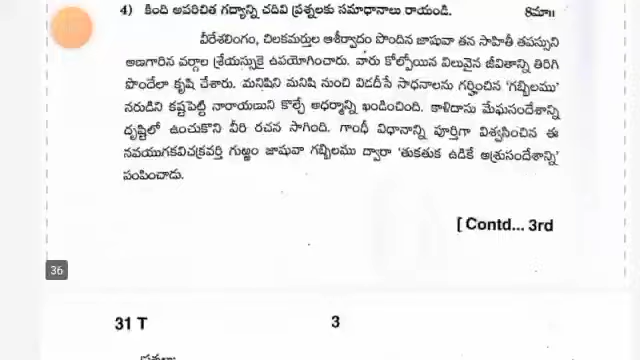 4) కింది అపరిచిత గద్యాన్ని చదివి ప్రశ్నలకు సమాధానాలు రాయండి. 8మా॥
వీరేశలింగం, చిలకమర్తుల ఆశీర్వాదం పొందిన జాషువా తన సాహితీ తపస్సుని
అణగారిన వర్గాల శ్రేయస్సుకై ఉపయోగించారు. వారు కోల్పోయిన విలువైన జీవితాన్ని తిరిగి
పొందేలా కృషి చేశారు. మనిషిని మనిషి నుంచి విడదీసే సాధనాలను గర్హించిన 'గబ్బిలము'
నరుడిని కష్టపెట్టి నారాయణుని కొల్చే అధర్మాన్ని ఖండించింది. కాళిదాసు మేఘసందేశాన్ని
దృష్టిలో ఉంచుకొని వీరి రచన సాగింది. గాంధీ విధానాన్ని పూర్తిగా విశ్వసించిన ఈ
నవయుగకవిచక్రవర్తి గుఱ్ఱం జాషువా గబ్బిలము ద్వారా 'తుకతుక ఉడికే అశ్రుసందేశాన్ని'
పంపించాడు.
[ Contd... 3rd
36
31 T 3